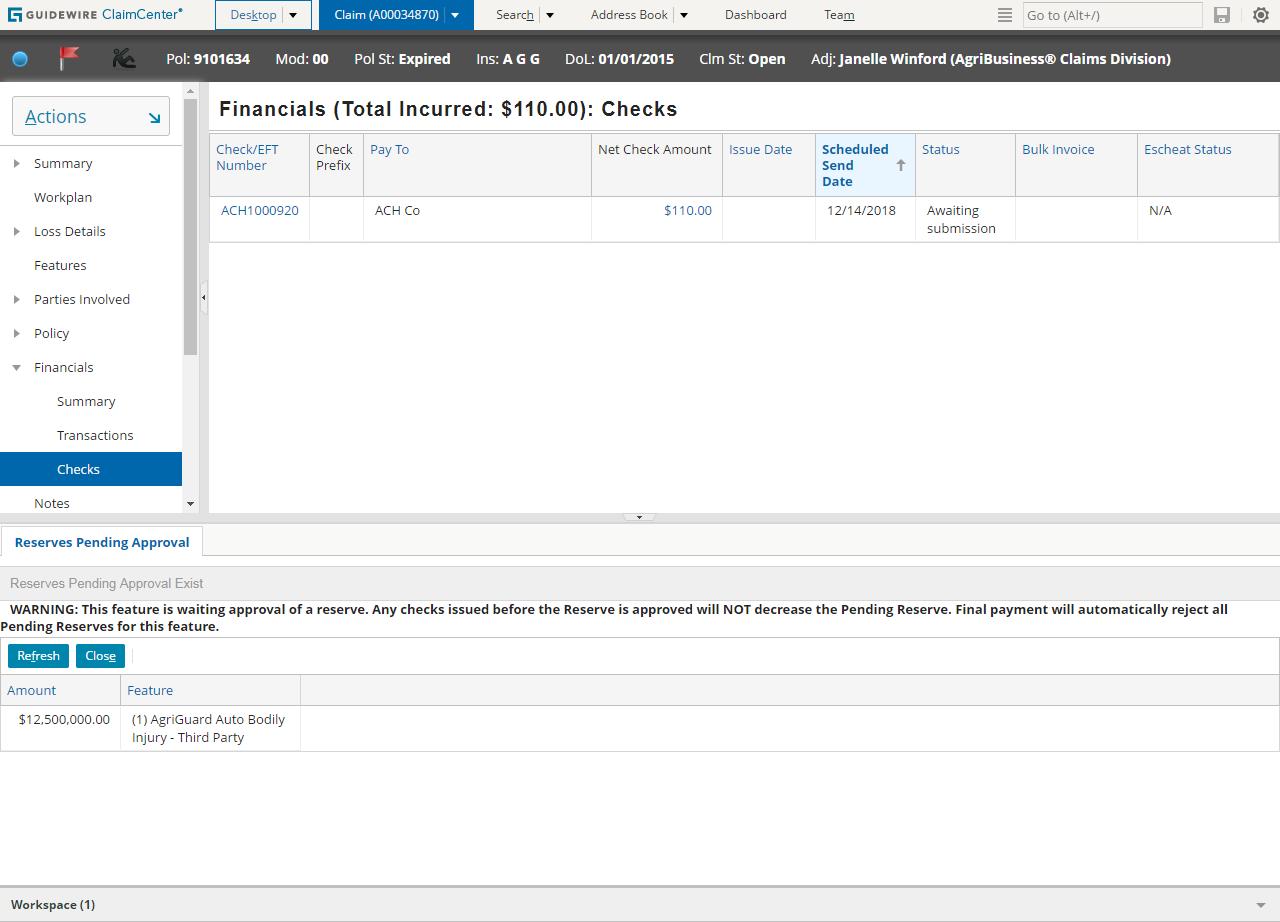 GUIDEWIRE ClaimCenter®
Desktop
Claim (A00034870)
Search
Address Book
Dashboard
Team
Go to (Alt+/)
Pol: 9101634 Mod: 00 Pol St: Expired Ins: A G G DoL: 01/01/2015 Clm St: Open Adj: Janelle Winford (AgriBusiness® Claims Division)
Actions
Summary
Workplan
Loss Details
Features
Parties Involved
Policy
Financials
Summary
Transactions
Checks
Notes
Financials (Total Incurred: $110.00): Checks
Check/EFT Number
Check Prefix
Pay To
Net Check Amount
Issue Date
Scheduled Send Date
Status
Bulk Invoice
Escheat Status
ACH1000920
ACH Co
$110.00
12/14/2018
Awaiting submission
N/A
Reserves Pending Approval
Reserves Pending Approval Exist
WARNING: This feature is waiting approval of a reserve. Any checks issued before the Reserve is approved will NOT decrease the Pending Reserve. Final payment will automatically reject all
Pending Reserves for this feature.
Refresh
Close
Amount
Feature
$12,500,000.00
(1) AgriGuard Auto Bodily
Injury - Third Party
Workspace (1)